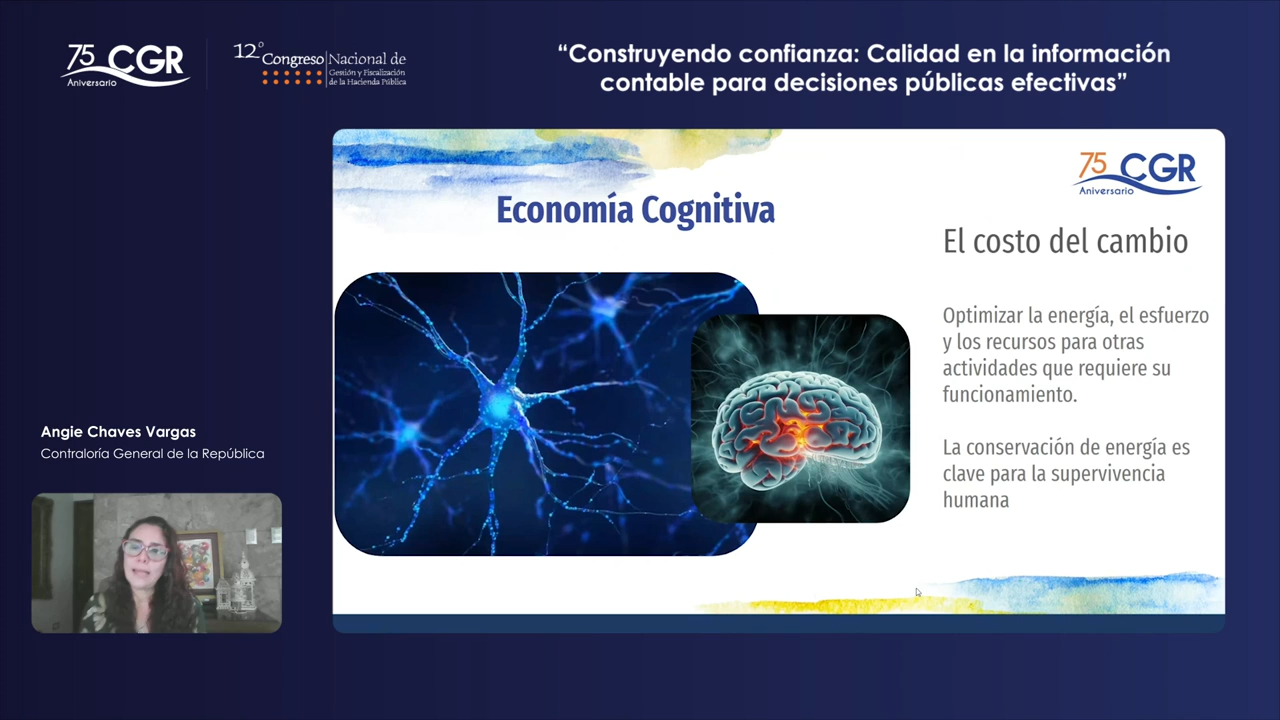 75 CGR
Aniversario
12° Congreso Nacional de
Gestión y Fiscalización
de la Hacienda Pública
“Construyendo confianza: Calidad en la información
contable para decisiones públicas efectivas”
75 CGR
Aniversario
Economía Cognitiva
El costo del cambio
Optimizar la energía, el esfuerzo
y los recursos para otras
actividades que requiere su
funcionamiento.
La conservación de energía es
clave para la supervivencia
humana
Angie Chaves Vargas
Contraloría General de la República